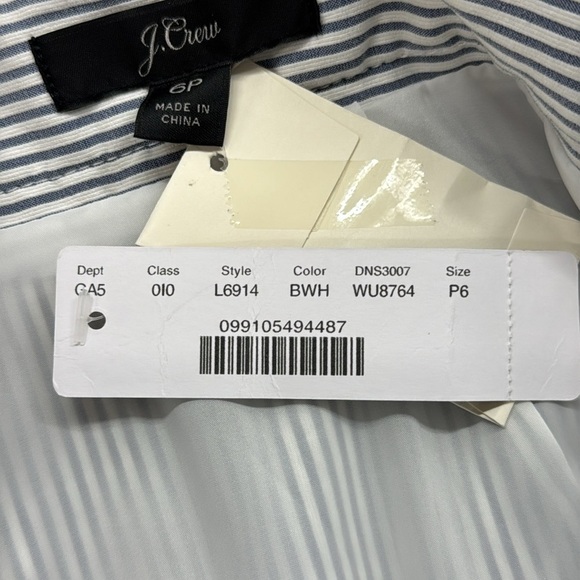 J.Crew
6P
MADE IN
CHINA
Dept Class Style Color DNS3007 Size
GA5 0I0 L6914 BWH WU8764 P6
099105494487